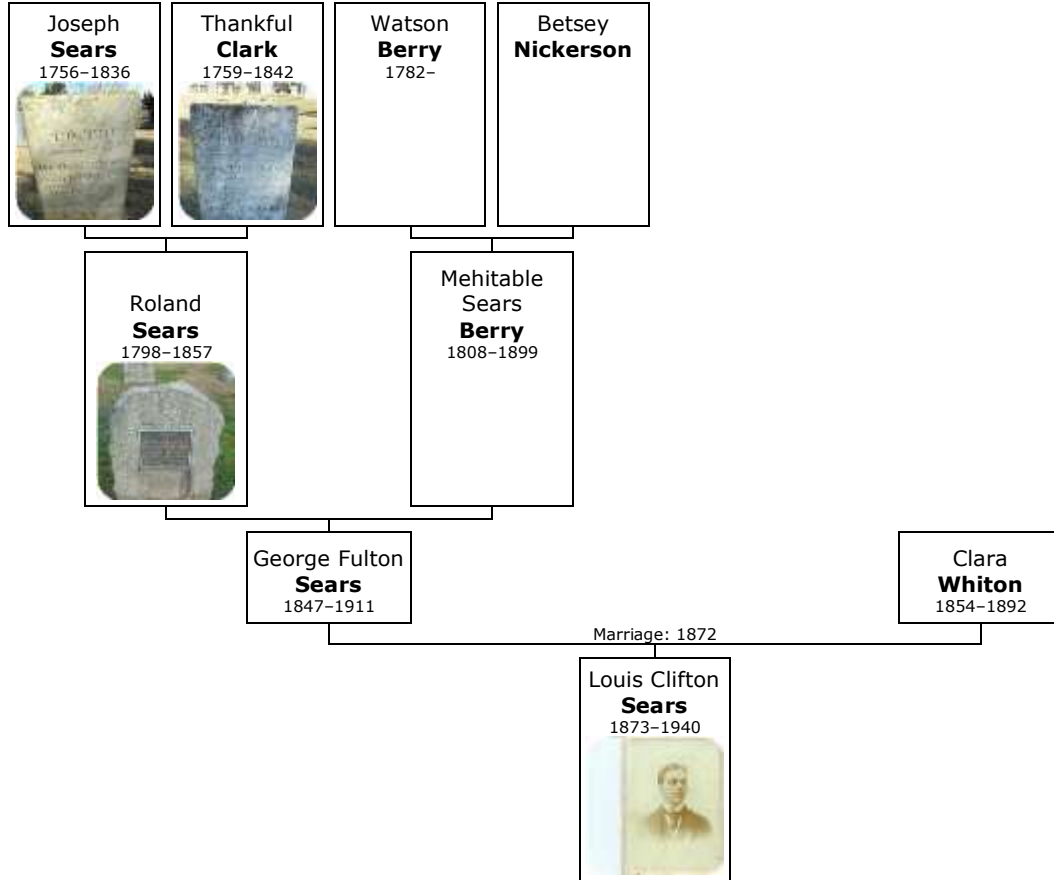 Joseph
Sears
1756–1836
Thankful
Clark
1759–1842
Watson
Berry
1782–
Betsey
Nickerson
Roland
Sears
1798–1857
Mehitable
Sears
Berry
1808–1899
George Fulton
Sears
1847–1911
Clara
Whiton
1854–1892
Marriage: 1872
Louis Clifton
Sears
1873–1940